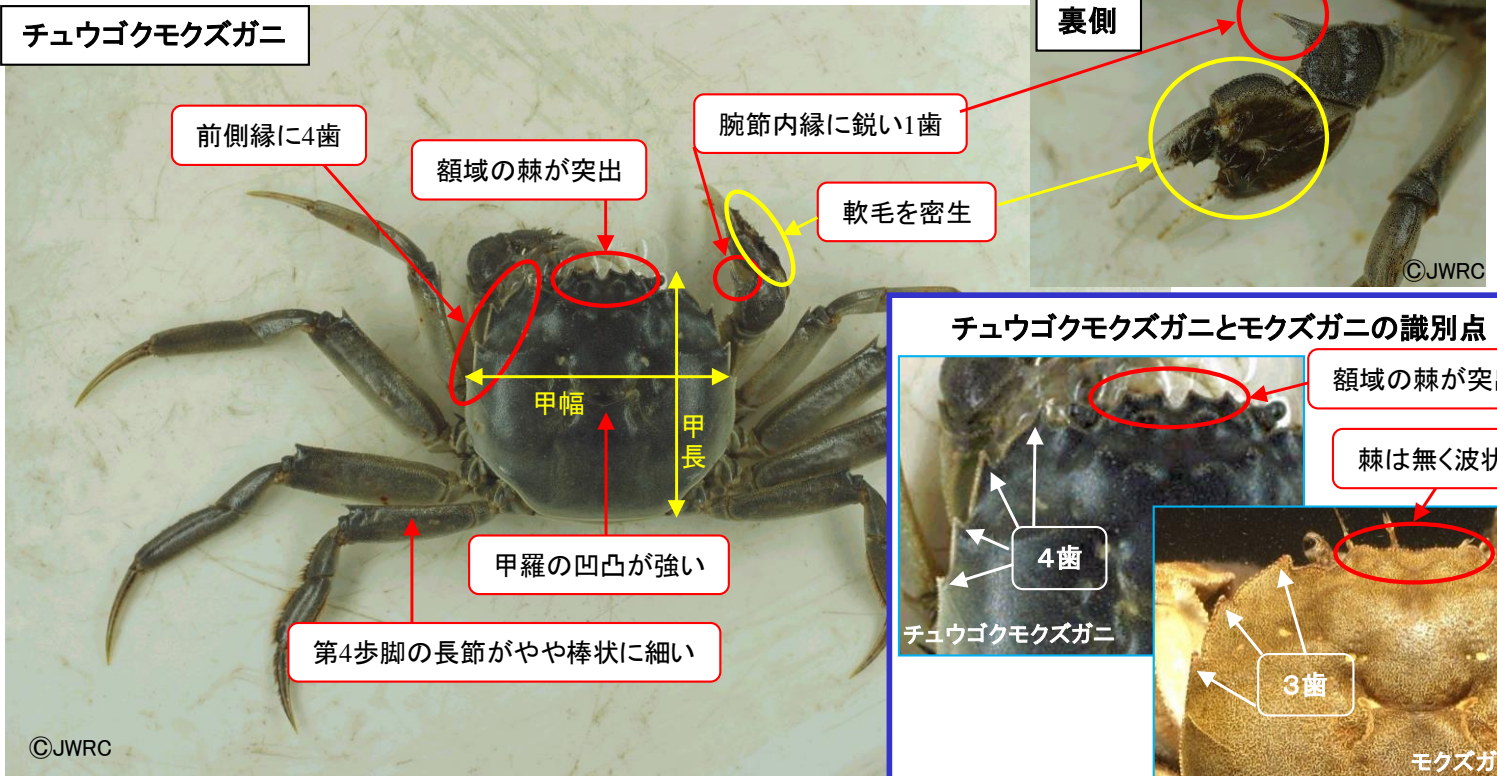 チュウゴクモクズガニ
裏側
前側縁に4歯
額域の棘が突出
腕節内縁に鋭い1歯
軟毛を密生
©JWRC
甲幅
甲長
甲羅の凹凸が強い
第4歩脚の長節がやや棒状に細い
©JWRC
チュウゴクモクズガニとモクズガニの識別点
額域の棘が突
棘は無く波状
4歯
チュウゴクモクズガニ
3歯
モクズガ